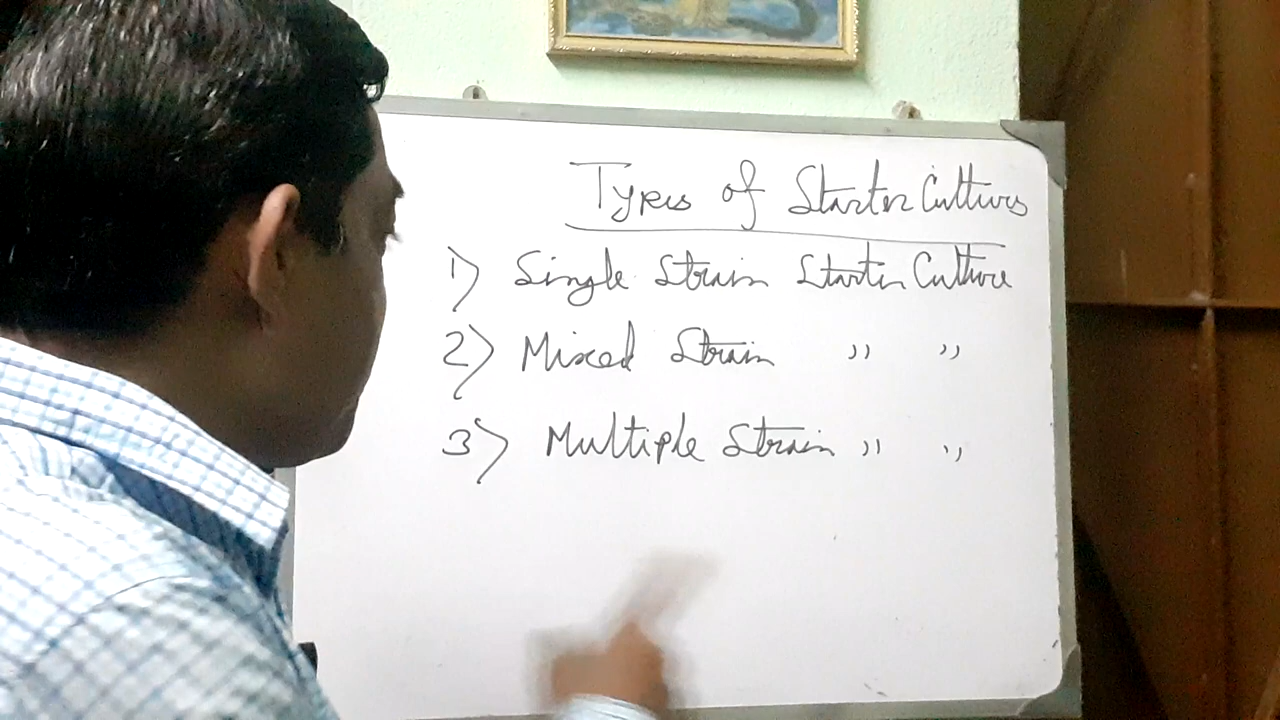 Types of Starter Cultures
1) Single Strain Starter Culture
2) Mixed Strain ,, ,,
3) Multiple Strain ,, ,,